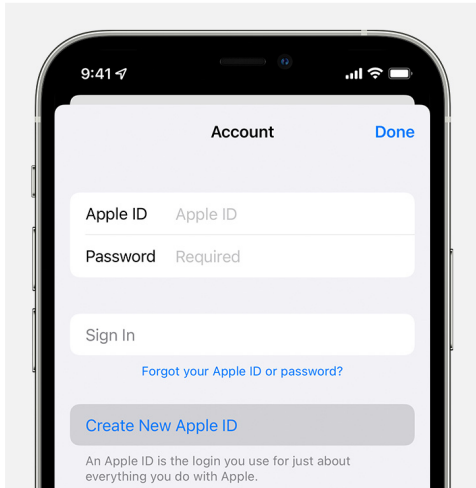 9:41
Account
Done
Apple ID Apple ID
Password Required
Sign In
Forgot your Apple ID or password?
Create New Apple ID
An Apple ID is the login you use for just about
everything you do with Apple.